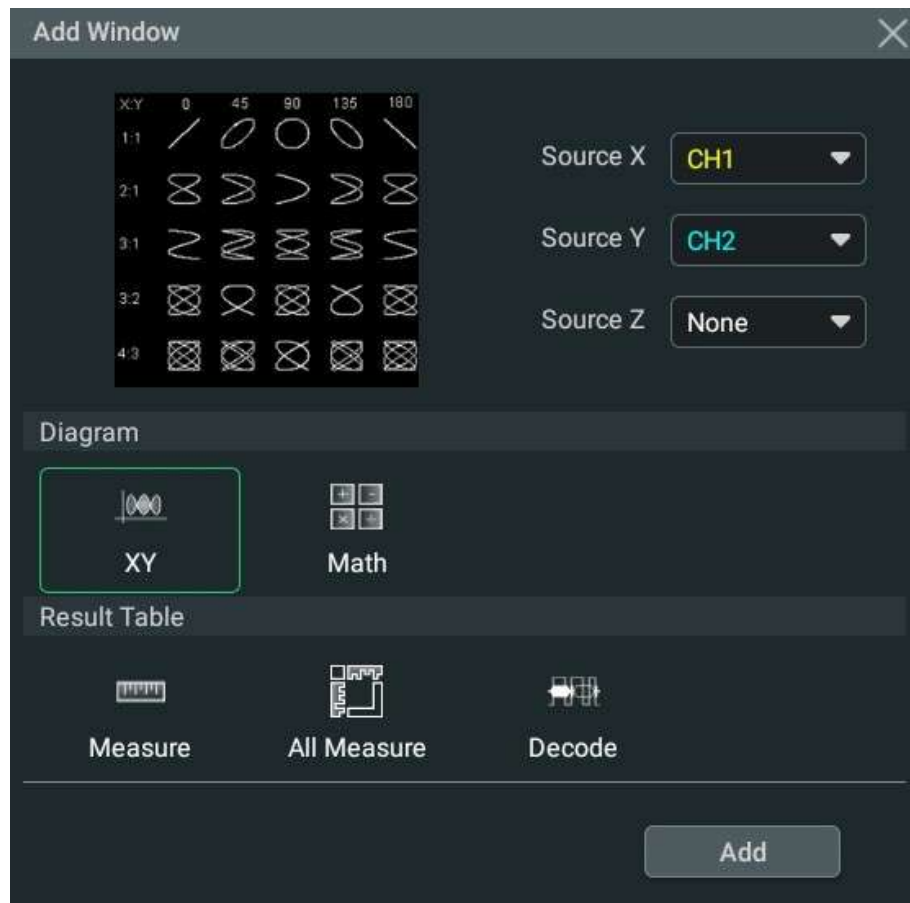 Add Window
X:Y 0 45 90 135 180
1:1
2:1
3:1
3:2
4:3
Source X CH1
Source Y CH2
Source Z None
Diagram
XY Math
Result Table
Measure All Measure Decode
Add